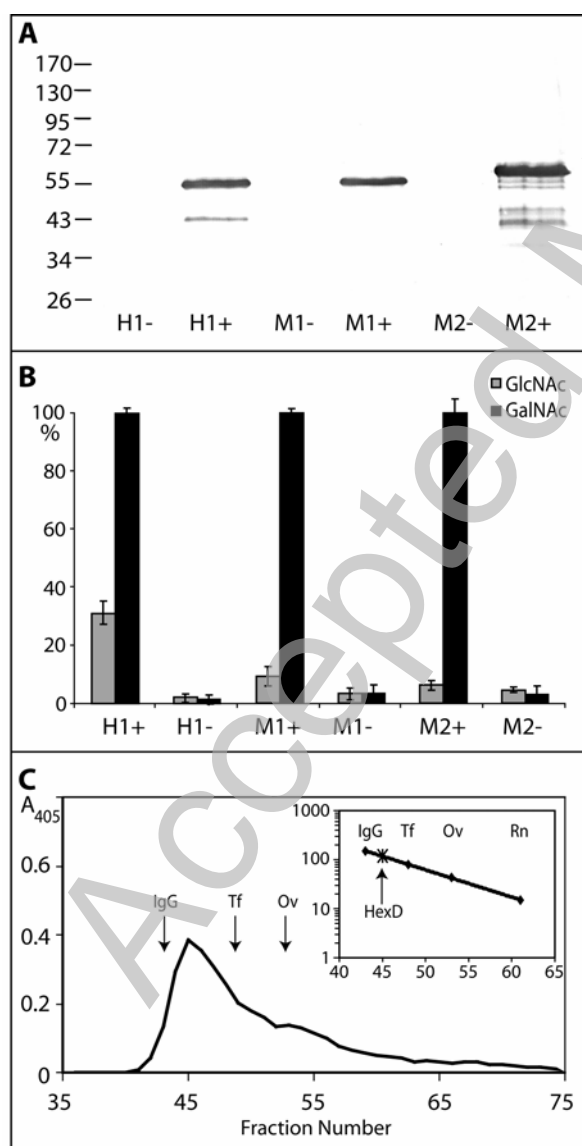 A
170
130
95
72
55
43
34
26
H1- H1+ M1- M1+ M2- M2+
B
GlcNAc
GalNAc
100
%
80
60
40
20
0
H1+ H1- M1+ M1- M2+ M2-
C
A405
0.6
0.4
0.2
0
IgG Tf Ov
1000
100
10
1
IgG Tf Ov Rn
HexD
40 45 50 55 60 65
35 45 55 65 75
Fraction Number
Accepted